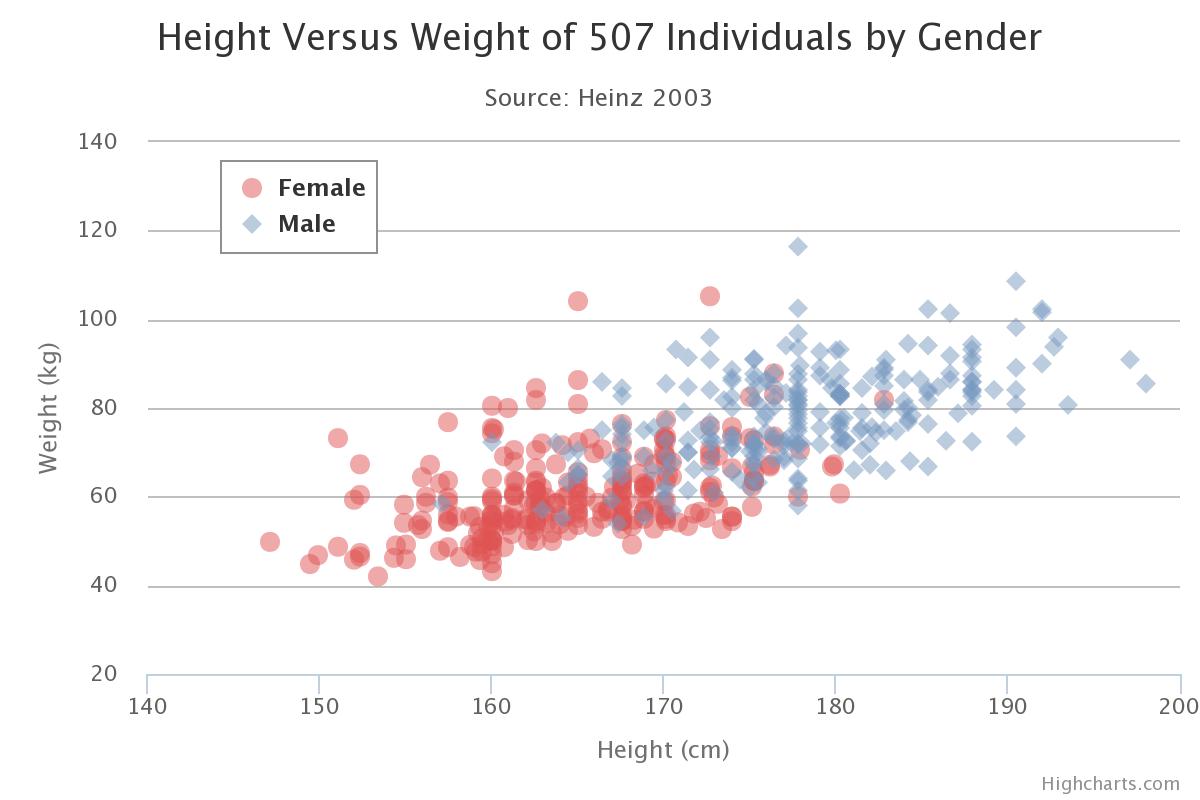 Height Versus Weight of 507 Individuals by Gender
Source: Heinz 2003
140
120
100
80
60
40
20
Weight (kg)
Female
Male
140 150 160 170 180 190 200
Height (cm)
Highcharts.com